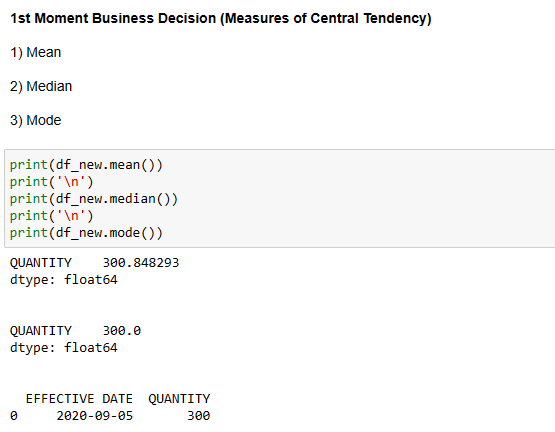 1st Moment Business Decision (Measures of Central Tendency)
1) Mean
2) Median
3) Mode
print(df_new.mean())
print('\n')
print(df_new.median())
print('\n')
print(df_new.mode())
QUANTITY    300.848293
dtype: float64
QUANTITY    300.0
dtype: float64
  EFFECTIVE DATE  QUANTITY
0     2020-09-05       300